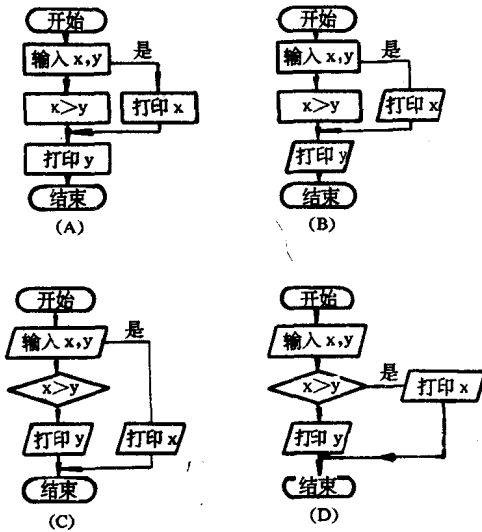 开始
输入 x,y
是
x>y
打印 x
打印 y
结束
(A)
开始
输入 x,y
是
x>y
打印 x
打印 y
结束
(B)
开始
输入 x,y
是
x>y
打印 y
打印 x
结束
(C)
开始
输入 x,y
是
x>y
打印 x
打印 y
结束
(D)